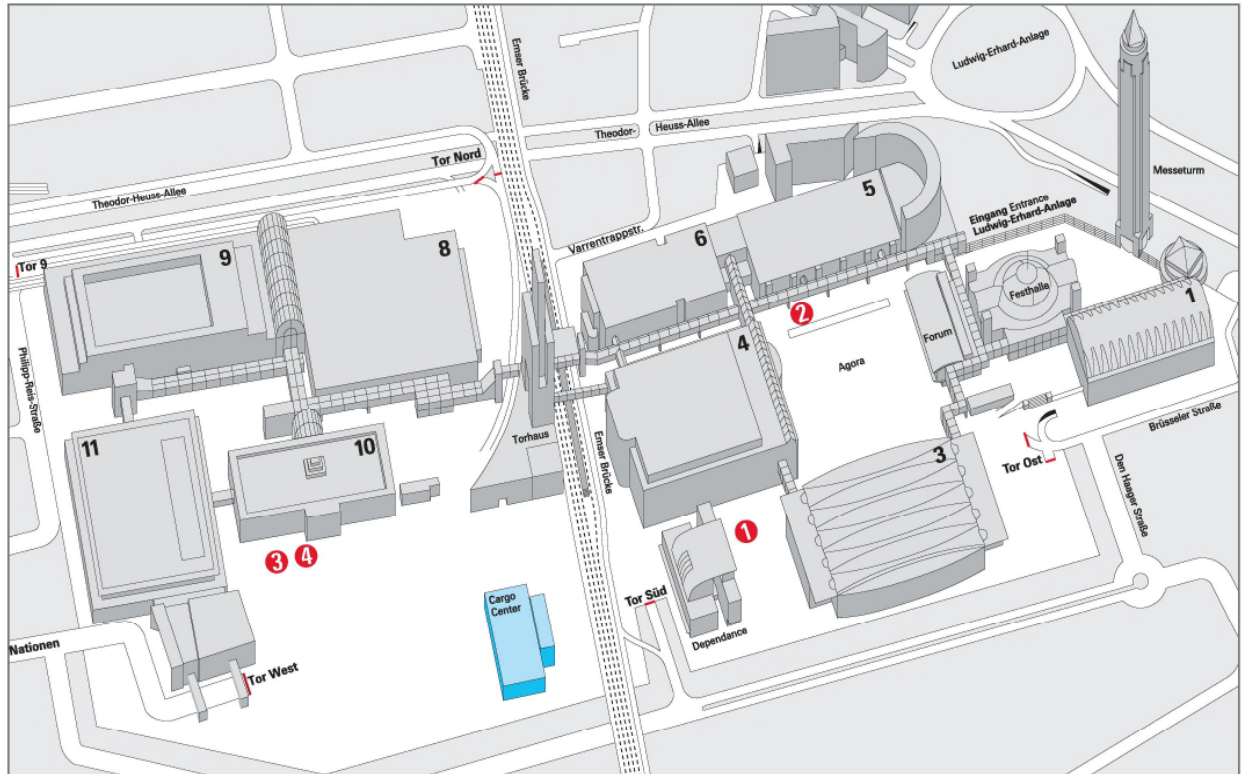 Emser Brücke
Ludwig-Erhard-Anlage
Theodor-
Heuss-Allee
Tor Nord
Theodor-Heuss-Allee
Messeturm
5
Eingang Entrance
Ludwig-Erhard-Anlage
Varrentrappstr.
6
8
9
Tor 9
Festhalle
1
2
Forum
4
Agora
Philipp-Reis-Straße
Brüsseler Straße
Torhaus
11
10
3
Tor Ost
Emser Brücke
Den Haager Straße
1
3
4
Cargo
Center
Tor Süd
Dependance
Nationen
Tor West